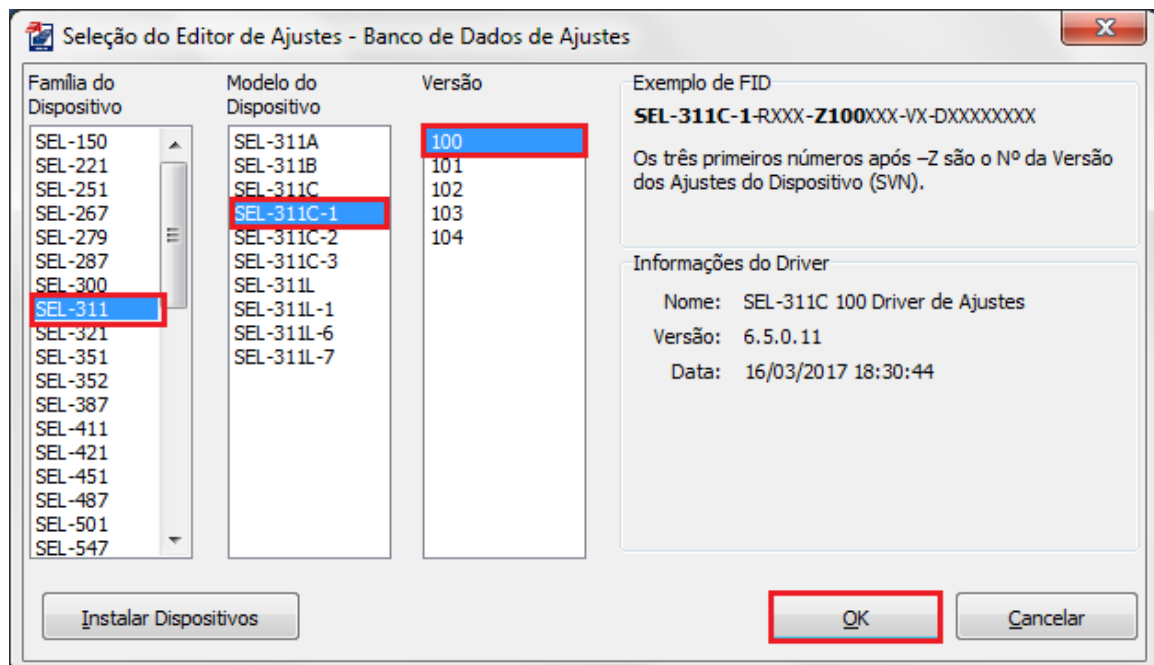 Seleção do Editor de Ajustes - Banco de Dados de Ajustes
Família do
Dispositivo
SEL-150
SEL-221
SEL-251
SEL-267
SEL-279
SEL-287
SEL-300
SEL-311
SEL-321
SEL-351
SEL-352
SEL-387
SEL-411
SEL-421
SEL-451
SEL-487
SEL-501
SEL-547
Modelo do
Dispositivo
SEL-311A
SEL-311B
SEL-311C
SEL-311C-1
SEL-311C-2
SEL-311C-3
SEL-311L
SEL-311L-1
SEL-311L-6
SEL-311L-7
Versão
100
101
102
103
104
Exemplo de FID
SEL-311C-1-RXXX-Z100XXX-VX-DXXXXXXXX
Os três primeiros números após –Z são o Nº da Versão
dos Ajustes do Dispositivo (SVN).
Informações do Driver
Nome: SEL-311C 100 Driver de Ajustes
Versão: 6.5.0.11
Data: 16/03/2017 18:30:44
Instalar Dispositivos
OK
Cancelar